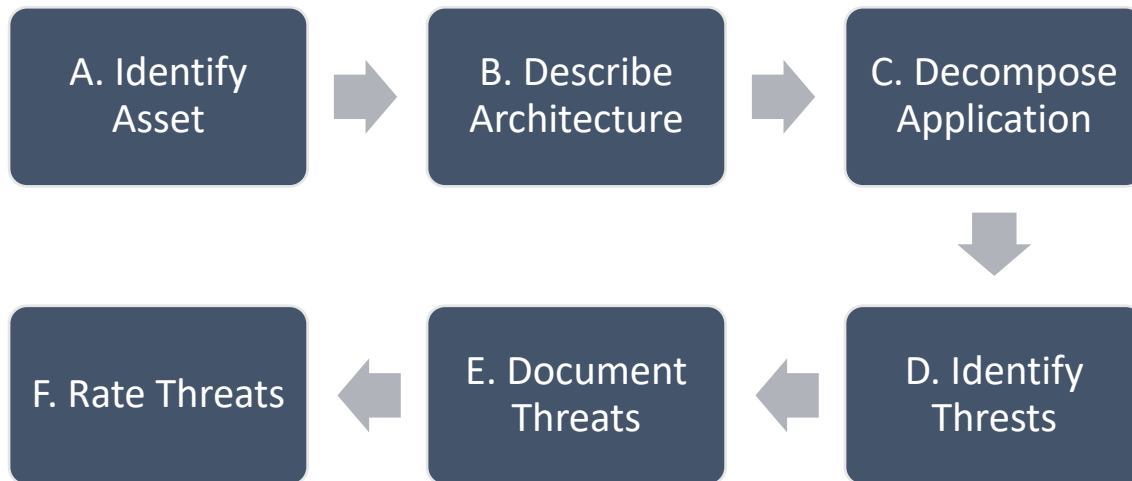 A. Identify
Asset
B. Describe
Architecture
C. Decompose
Application
D. Identify
Thrests
E. Document
Threats
F. Rate Threats